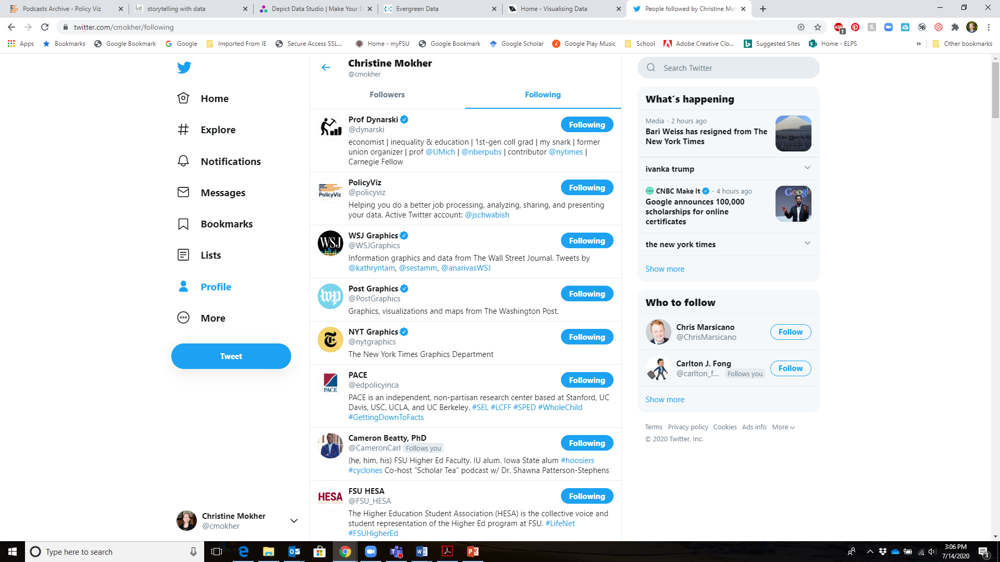 Podcasts Archive - Policy Viz
storytelling with data
Depict Data Studio | Make Your D
Evergreen Data
Home - Visualising Data
People followed by Christine Mo
twitter.com/cmokher/following
Apps
Bookmarks
Google Bookmark
Google
Imported From IE
Secure Access SSL...
Home - myFSU
Google Bookmark
Google Scholar
Google Play Music
School
Adobe Creative Clo...
Suggested Sites
Home - ELPS
»
Other bookmarks
Home
Explore
Notifications
Messages
Bookmarks
Lists
Profile
More
Tweet
Christine Mokher
@cmokher
Christine Mokher
@cmokher
Followers
Following
Prof Dynarski
@dynarski
Following
economist | inequality & education | 1st-gen coll grad | my snark | former
union organizer | prof @UMich | @nberpubs | contributor @nytimes |
Carnegie Fellow
PolicyViz
PolicyViz
@policyviz
Following
Helping you do a better job processing, analyzing, sharing, and presenting
your data. Active Twitter account: @jschwabish
WSJ
WSJ Graphics
@WSJGraphics
Following
Information graphics and data from The Wall Street Journal. Tweets by
@kathryntam, @sestamm, @anarivasWSJ
wp
Post Graphics
@PostGraphics
Following
Graphics, visualizations and maps from The Washington Post.
NYT Graphics
@nytgraphics
Following
The New York Times Graphics Department
PACE
PACE
@edpolicyinca
Following
PACE is an independent, non-partisan research center based at Stanford, UC
Davis, USC, UCLA, and UC Berkeley. #SEL #LCFF #SPED #WholeChild
#GettingDownToFacts
Cameron Beatty, PhD
@CameronCarl Follows you
Following
(he, him, his) FSU Higher Ed Faculty. IU alum. Iowa State alum #hoosiers
#cyclones Co-host “Scholar Tea” podcast w/ Dr. Shawna Patterson-Stephens
HESA
FSU HESA
@FSU_HESA
Following
The Higher Education Student Association (HESA) is the collective voice and
student representation of the Higher Ed program at FSU. #LifeNet
#FSUHigherEd
Search Twitter
What’s happening
Media · 2 hours ago
Bari Weiss has resigned from The
New York Times
ivanka trump
CNBC Make It · 4 hours ago
Google announces 100,000
scholarships for online
certificates
Google
the new york times
Show more
Who to follow
Chris Marsicano
@ChrisMarsicano
Follow
Carlton J. Fong
@carlton_f... Follows you
Follow
Show more
Terms Privacy policy Cookies Ads info More
© 2020 Twitter, Inc.
Type here to search
3:06 PM
7/14/2020
3